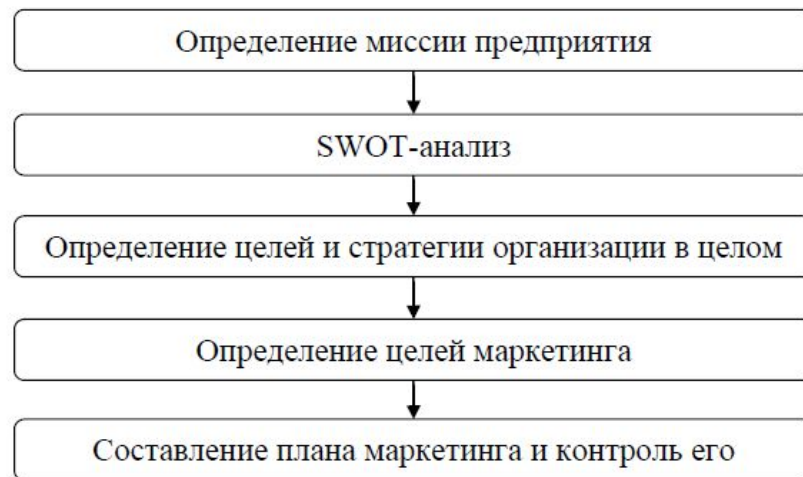 Определение миссии предприятия
SWOT-анализ
Определение целей и стратегии организации в целом
Определение целей маркетинга
Составление плана маркетинга и контроль его